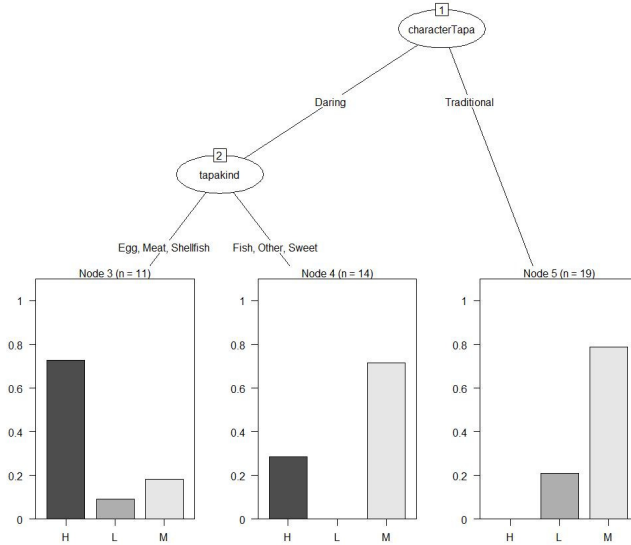 1
characterTapa
Daring
Traditional
2
tapakind
Egg, Meat, Shellfish
Fish, Other, Sweet
Node 3 (n = 11)
1
0.8
0.6
0.4
0.2
0
H L M
Node 4 (n = 14)
1
0.8
0.6
0.4
0.2
0
H L M
Node 5 (n = 19)
1
0.8
0.6
0.4
0.2
0
H L M